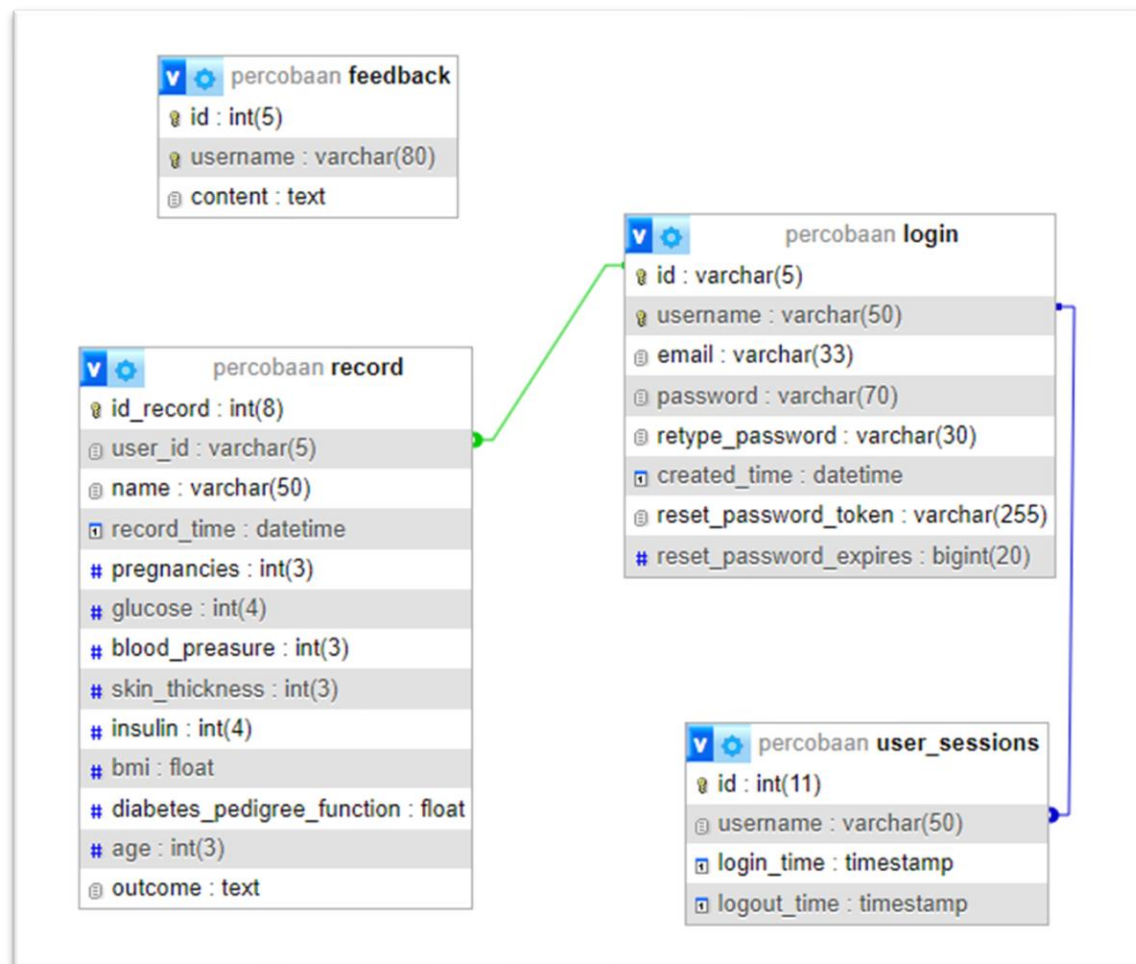 percobaan feedback
id : int(5)
username : varchar(80)
content : text
percobaan login
id : varchar(5)
username : varchar(50)
email : varchar(33)
password : varchar(70)
retype_password : varchar(30)
created_time : datetime
reset_password_token : varchar(255)
# reset_password_expires : bigint(20)
percobaan record
id_record : int(8)
user_id : varchar(5)
name : varchar(50)
record_time : datetime
# pregnancies : int(3)
# glucose : int(4)
# blood_preasure : int(3)
# skin_thickness : int(3)
# insulin : int(4)
# bmi : float
# diabetes_pedigree_function : float
# age : int(3)
outcome : text
percobaan user_sessions
id : int(11)
username : varchar(50)
login_time : timestamp
logout_time : timestamp